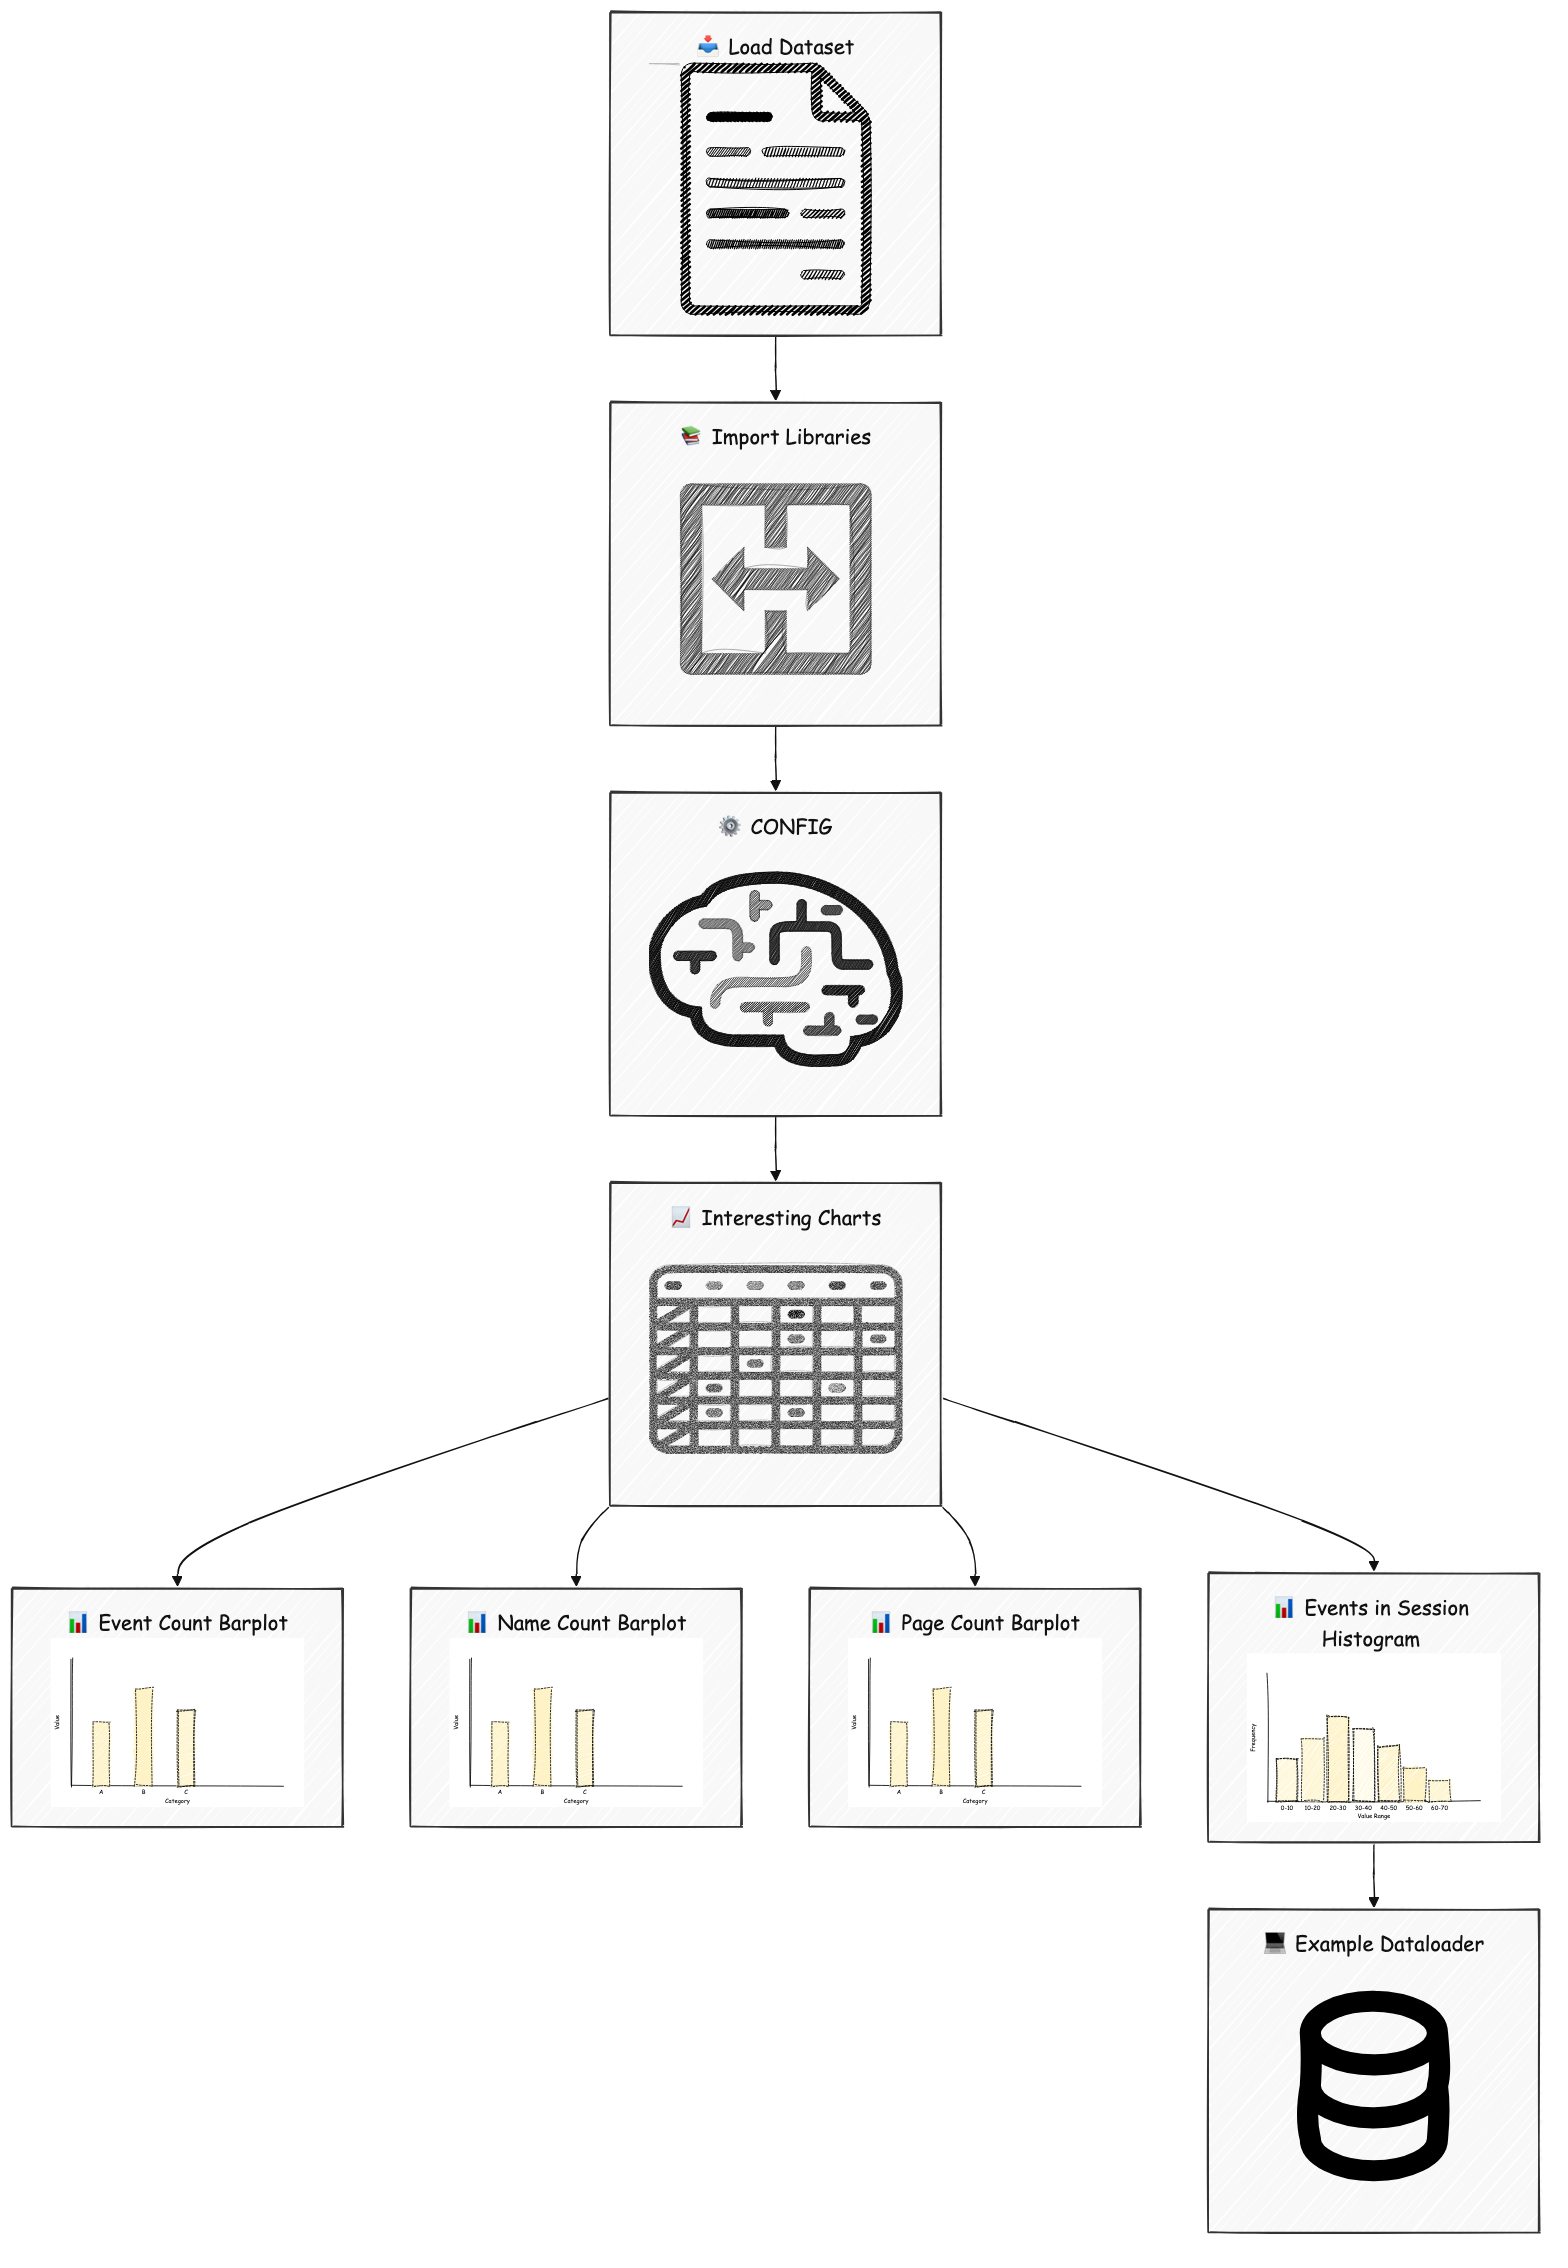 📥 Load Dataset
📚 Import Libraries
⚙️ CONFIG
📈 Interesting Charts
📊 Event Count Barplot
Value
A B C
Category
📊 Name Count Barplot
Value
A B C
Category
📊 Page Count Barplot
Value
A B C
Category
📊 Events in Session
Histogram
Frequency
0-10 10-20 20-30 30-40 40-50 50-60 60-70
Value Range
💻 Example Dataloader